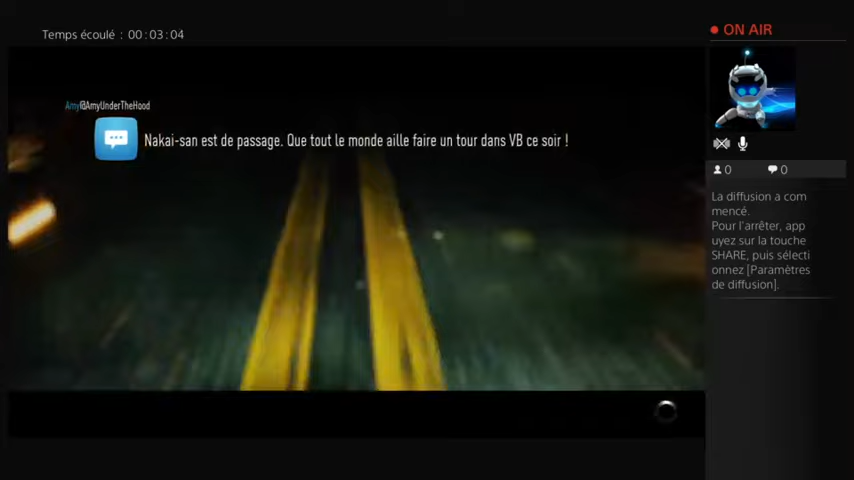 Temps écoulé : 00:03:04
ON AIR
Amy@AmyUnderTheHood
Nakai-san est de passage. Que tout le monde aille faire un tour dans VB ce soir !
0 0
La diffusion a com
mencé.
Pour l'arrêter, app
uyez sur la touche
SHARE, puis sélecti
onnez [Paramètres
de diffusion].